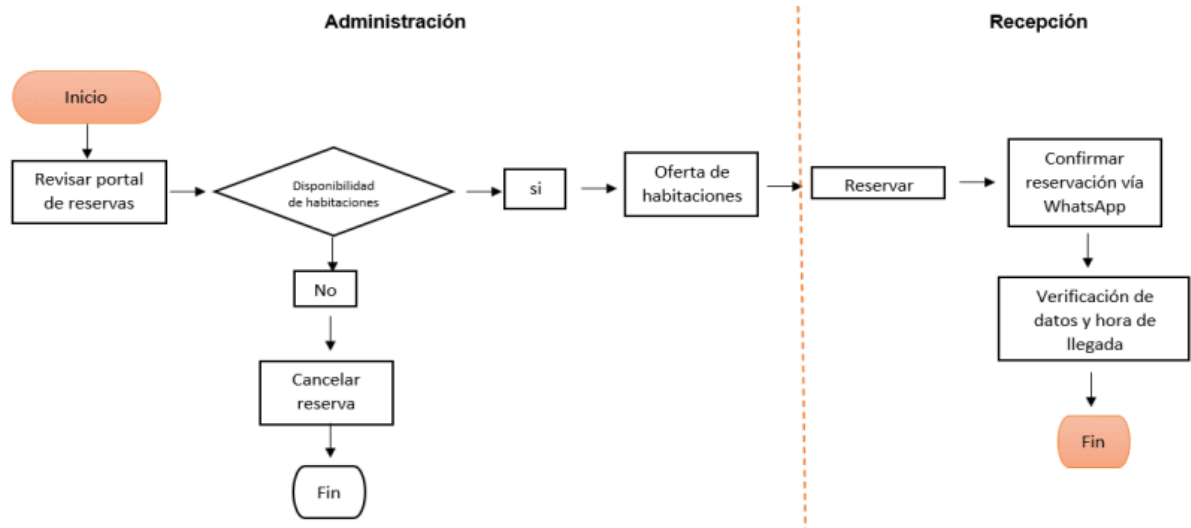 Administración
Recepción
Inicio
Revisar portal
de reservas
Disponibilidad
de habitaciones
si
Oferta de
habitaciones
Reservar
Confirmar
reservación vía
WhatsApp
No
Verificación de
datos y hora de
llegada
Cancelar
reserva
Fin
Fin